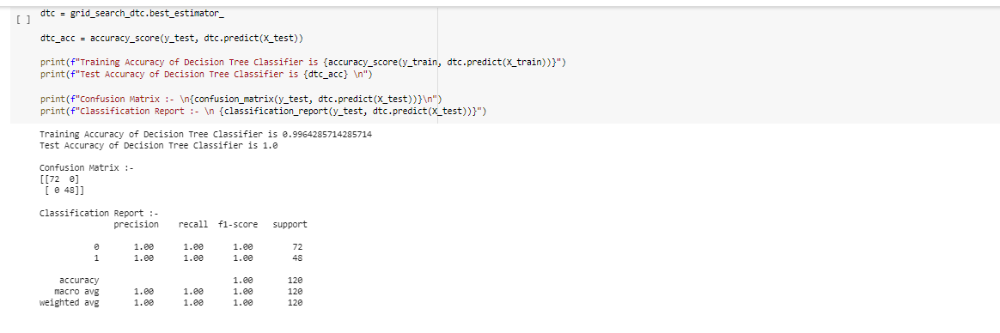 [ ] dtc = grid_search_dtc.best_estimator_
dtc_acc = accuracy_score(y_test, dtc.predict(X_test))
print(f"Training Accuracy of Decision Tree Classifier is {accuracy_score(y_train, dtc.predict(X_train))}")
print(f"Test Accuracy of Decision Tree Classifier is {dtc_acc} \n")
print(f"Confusion Matrix :- \n{confusion_matrix(y_test, dtc.predict(X_test))}\n")
print(f"Classification Report :- \n {classification_report(y_test, dtc.predict(X_test))}")
Training Accuracy of Decision Tree Classifier is 0.9964285714285714
Test Accuracy of Decision Tree Classifier is 1.0
Confusion Matrix :-
[[72  0]
 [ 0 48]]
Classification Report :-
precision    recall  f1-score   support
0       1.00      1.00      1.00        72
1       1.00      1.00      1.00        48
accuracy                           1.00       120
macro avg       1.00      1.00      1.00       120
weighted avg       1.00      1.00      1.00       120